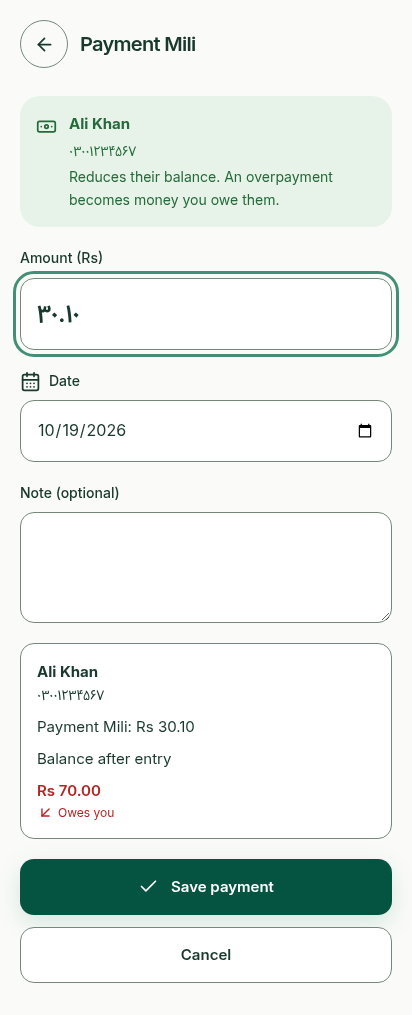 Payment Mili
Ali Khan
۰۳۰۰۱۲۳۴۵۶۷
Reduces their balance. An overpayment
becomes money you owe them.
Amount (Rs)
۳۰.۱۰
Date
10/19/2026
Note (optional)
Ali Khan
۰۳۰۰۱۲۳۴۵۶۷
Payment Mili: Rs 30.10
Balance after entry
Rs 70.00
Owes you
Save payment
Cancel